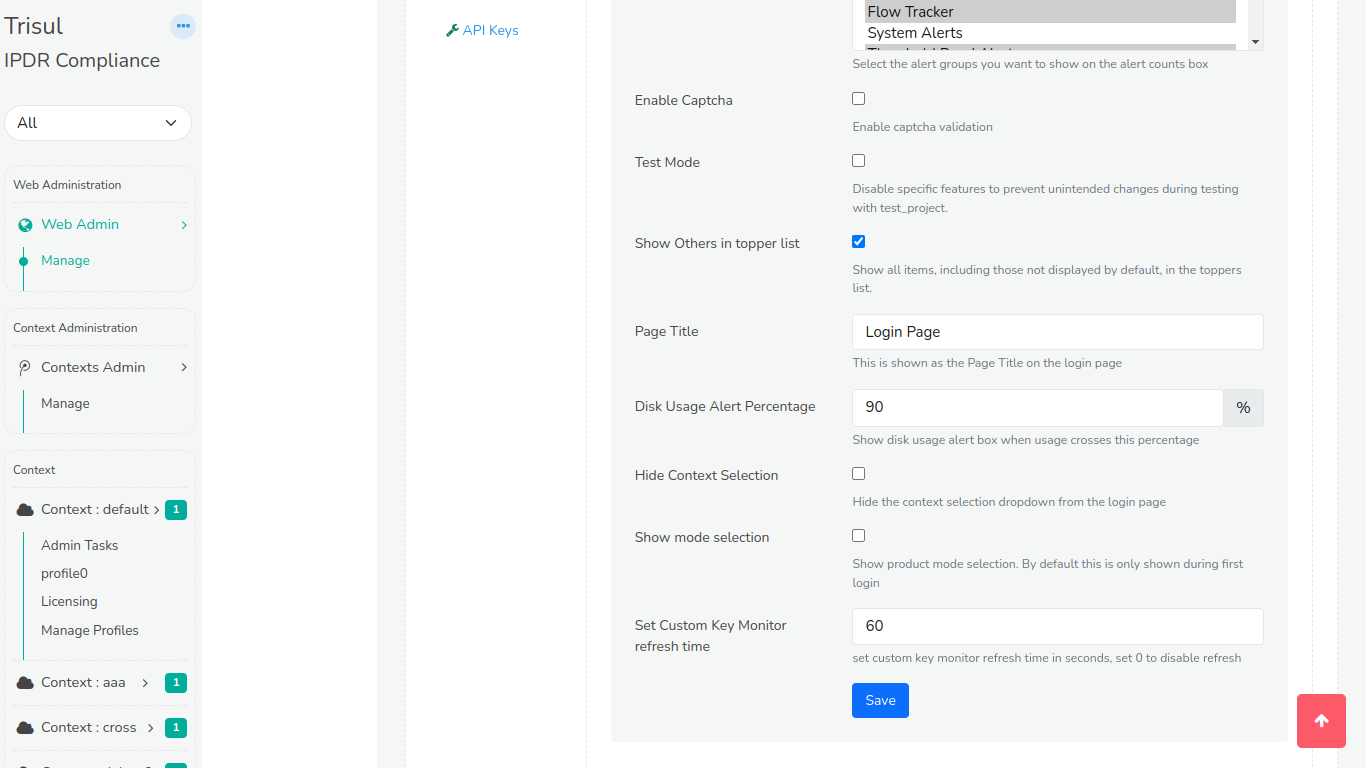 Trisul
IPDR Compliance
All
Web Administration
Web Admin
Manage
Context Administration
Contexts Admin
Manage
Context
Context : default
1
Admin Tasks
profile0
Licensing
Manage Profiles
Context : aaa
1
Context : cross
1
API Keys
Flow Tracker
System Alerts
Select the alert groups you want to show on the alert counts box
Enable Captcha
Enable captcha validation
Test Mode
Disable specific features to prevent unintended changes during testing
with test_project.
Show Others in topper list
Show all items, including those not displayed by default, in the toppers
list.
Page Title
Login Page
This is shown as the Page Title on the login page
Disk Usage Alert Percentage
90
%
Show disk usage alert box when usage crosses this percentage
Hide Context Selection
Hide the context selection dropdown from the login page
Show mode selection
Show product mode selection. By default this is only shown during first
login
Set Custom Key Monitor
refresh time
60
set custom key monitor refresh time in seconds, set 0 to disable refresh
Save